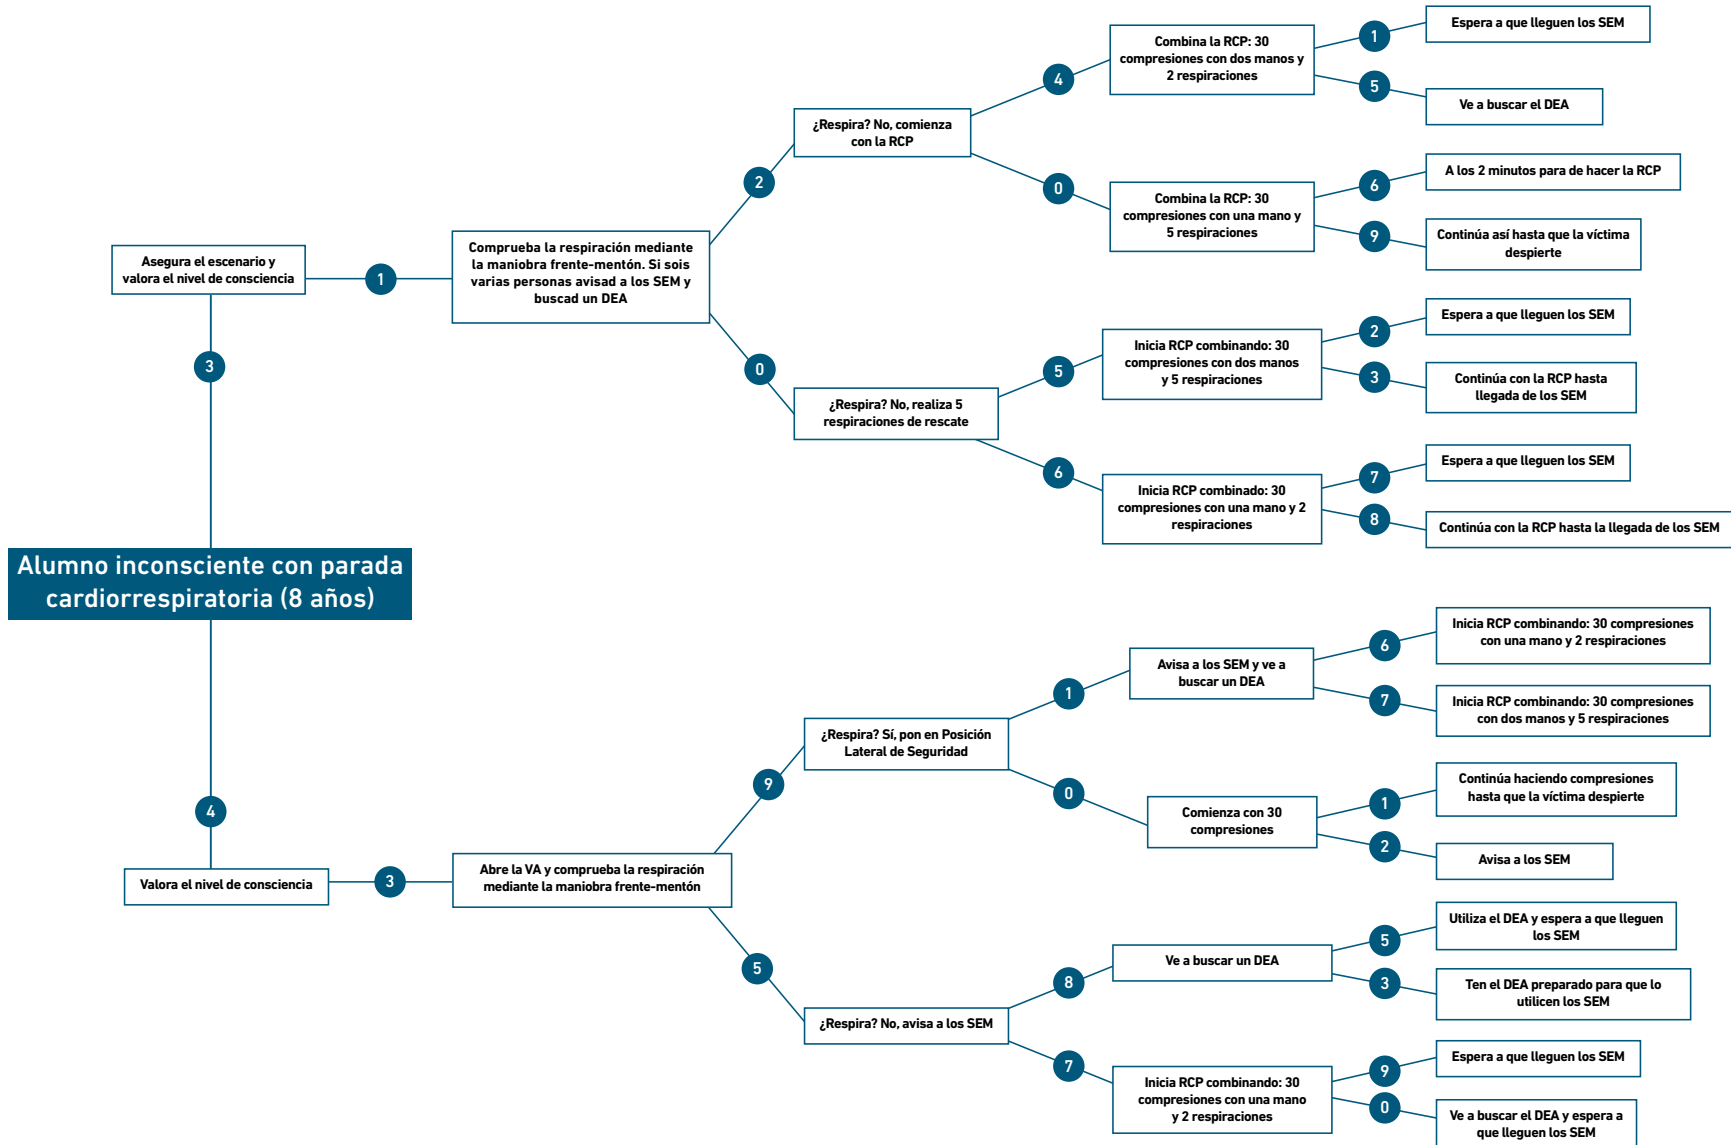 Alumno inconsciente con parada
cardiorrespiratoria (8 años)
3
Asegura el escenario y
valora el nivel de consciencia
1
Comprueba la respiración mediante
la maniobra frente-mentón. Si sois
varias personas avisad a los SEM y
buscad un DEA
2
¿Respira? No, comienza
con la RCP
4
Combina la RCP: 30
compresiones con dos manos y
2 respiraciones
1
Espera a que lleguen los SEM
5
Ve a buscar el DEA
0
Combina la RCP: 30
compresiones con una mano y
5 respiraciones
6
A los 2 minutos para de hacer la RCP
9
Continúa así hasta que la víctima
despierte
0
¿Respira? No, realiza 5
respiraciones de rescate
5
Inicia RCP combinando: 30
compresiones con dos manos
y 5 respiraciones
2
Espera a que lleguen los SEM
3
Continúa con la RCP hasta
llegada de los SEM
6
Inicia RCP combinado: 30
compresiones con una mano y 2
respiraciones
7
Espera a que lleguen los SEM
8
Continúa con la RCP hasta la llegada de los SEM
4
Valora el nivel de consciencia
3
Abre la VA y comprueba la respiración
mediante la maniobra frente-mentón
9
¿Respira? Sí, pon en Posición
Lateral de Seguridad
1
Avisa a los SEM y ve a
buscar un DEA
6
Inicia RCP combinando: 30 compresiones
con una mano y 2 respiraciones
7
Inicia RCP combinando: 30 compresiones
con dos manos y 5 respiraciones
0
Comienza con 30
compresiones
1
Continúa haciendo compresiones
hasta que la víctima despierte
2
Avisa a los SEM
5
¿Respira? No, avisa a los SEM
8
Ve a buscar un DEA
5
Utiliza el DEA y espera a que lleguen
los SEM
3
Ten el DEA preparado para que lo
utilicen los SEM
7
Inicia RCP combinando: 30
compresiones con una mano
y 2 respiraciones
9
Espera a que lleguen los SEM
0
Ve a buscar el DEA y espera a
que lleguen los SEM